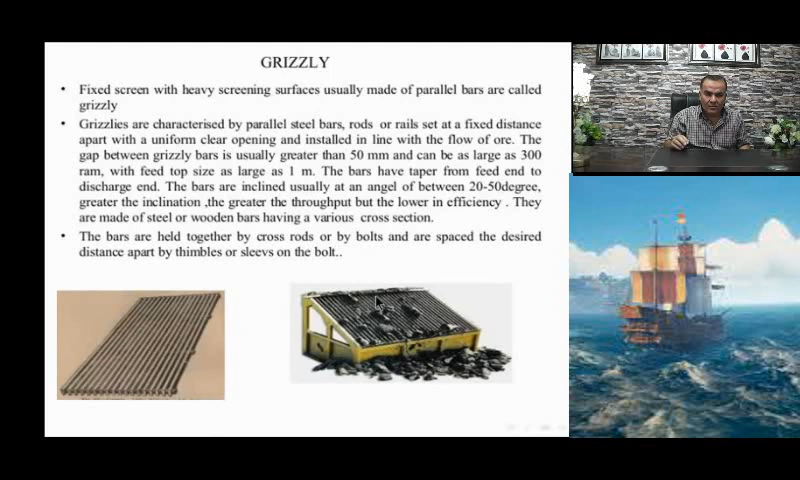 GRIZZLY
• Fixed screen with heavy screening surfaces usually made of parallel bars are called
grizzly
• Grizzlies are characterised by parallel steel bars, rods or rails set at a fixed distance
apart with a uniform clear opening and installed in line with the flow of ore. The
gap between grizzly bars is usually greater than 50 mm and can be as large as 300
ram, with feed top size as large as 1 m. The bars have taper from feed end to
discharge end. The bars are inclined usually at an angel of between 20-50degree,
greater the inclination ,the greater the throughput but the lower in efficiency . They
are made of steel or wooden bars having a various cross section.
• The bars are held together by cross rods or by bolts and are spaced the desired
distance apart by thimbles or sleevs on the bolt..